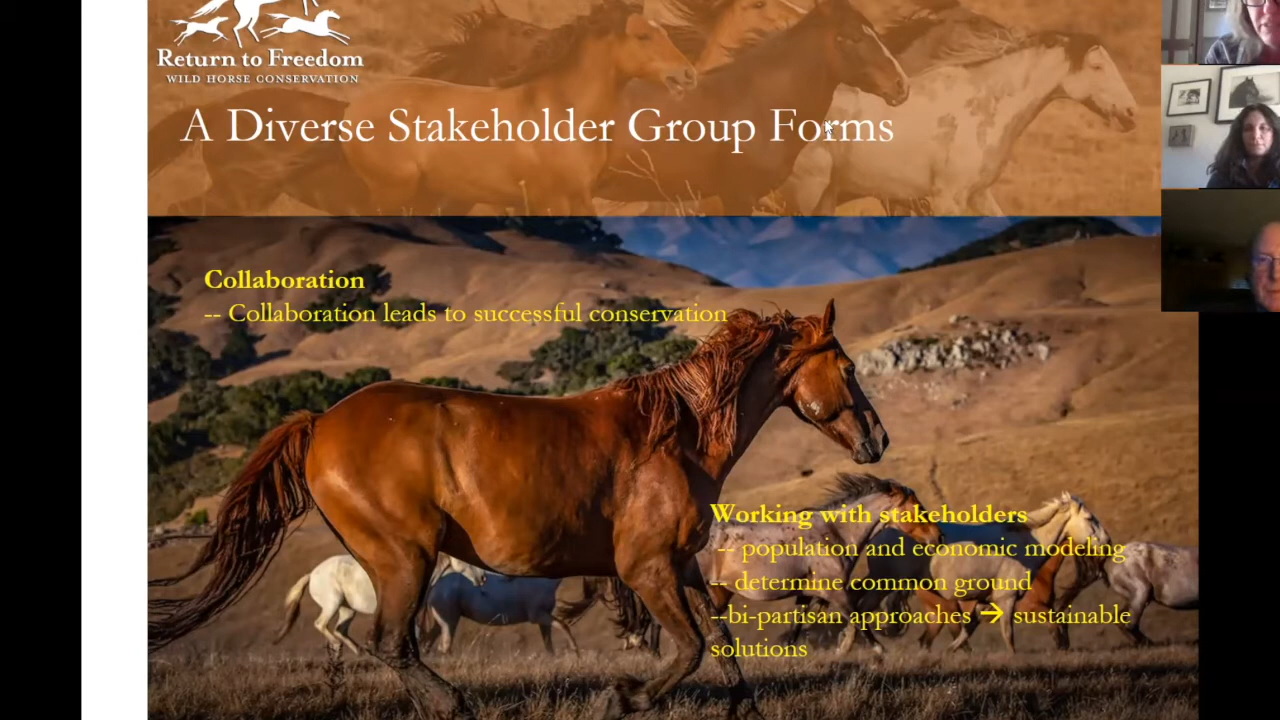 Return to Freedom
WILD HORSE CONSERVATION
A Diverse Stakeholder Group Forms
Collaboration
-- Collaboration leads to successful conservation
Working with stakeholders
-- population and economic modeling
-- determine common ground
--bi-partisan approaches → sustainable
solutions